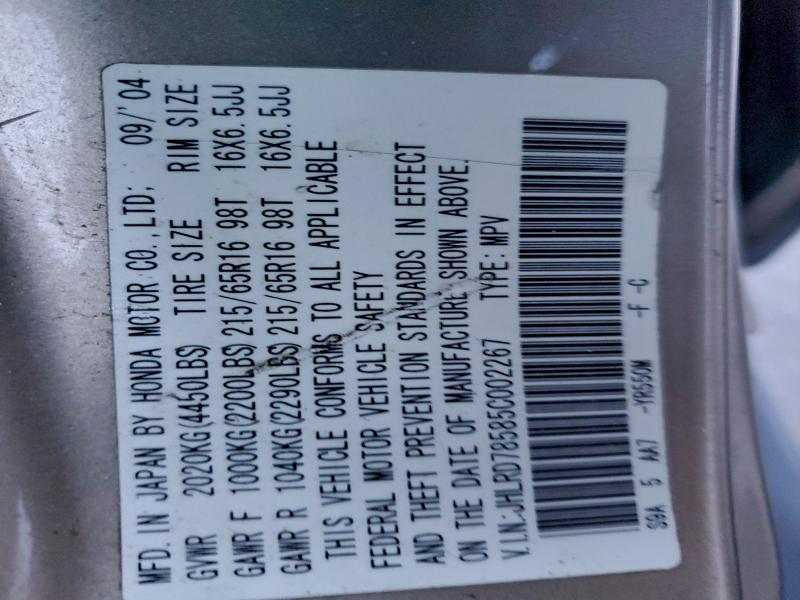 MFD. IN JAPAN BY HONDA MOTOR CO., LTD; 09/'04
GVWR 2020KG(4450LBS) TIRE SIZE RIM SIZE
GAWR F 1000KG(2200LBS) 215/65R16 98T 16X6. 5JJ
GAWR R 1040KG(2290LBS) 215/65R16 98T 16X6. 5JJ
THIS VEHICLE CONFORMS TO ALL APPLICABLE
FEDERAL MOTOR VEHICLE SAFETY
AND THEFT PREVENTION STANDARDS IN EFFECT
ON THE DATE OF MANUFACTURE SHOWN ABOVE.
V.I.N:JHLRD78585C002267 TYPE: MPV
S9A 5 AA7 -YR550M -F -C